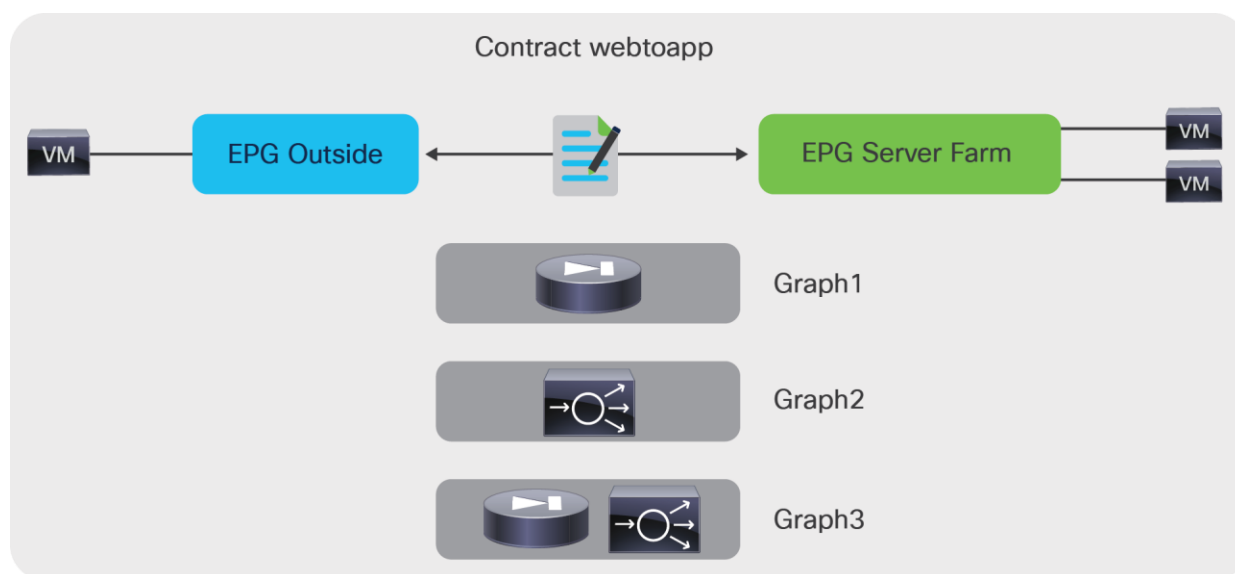 Contract webtoapp
VM
EPG Outside
EPG Server Farm
VM
VM
Graph1
Graph2
Graph3